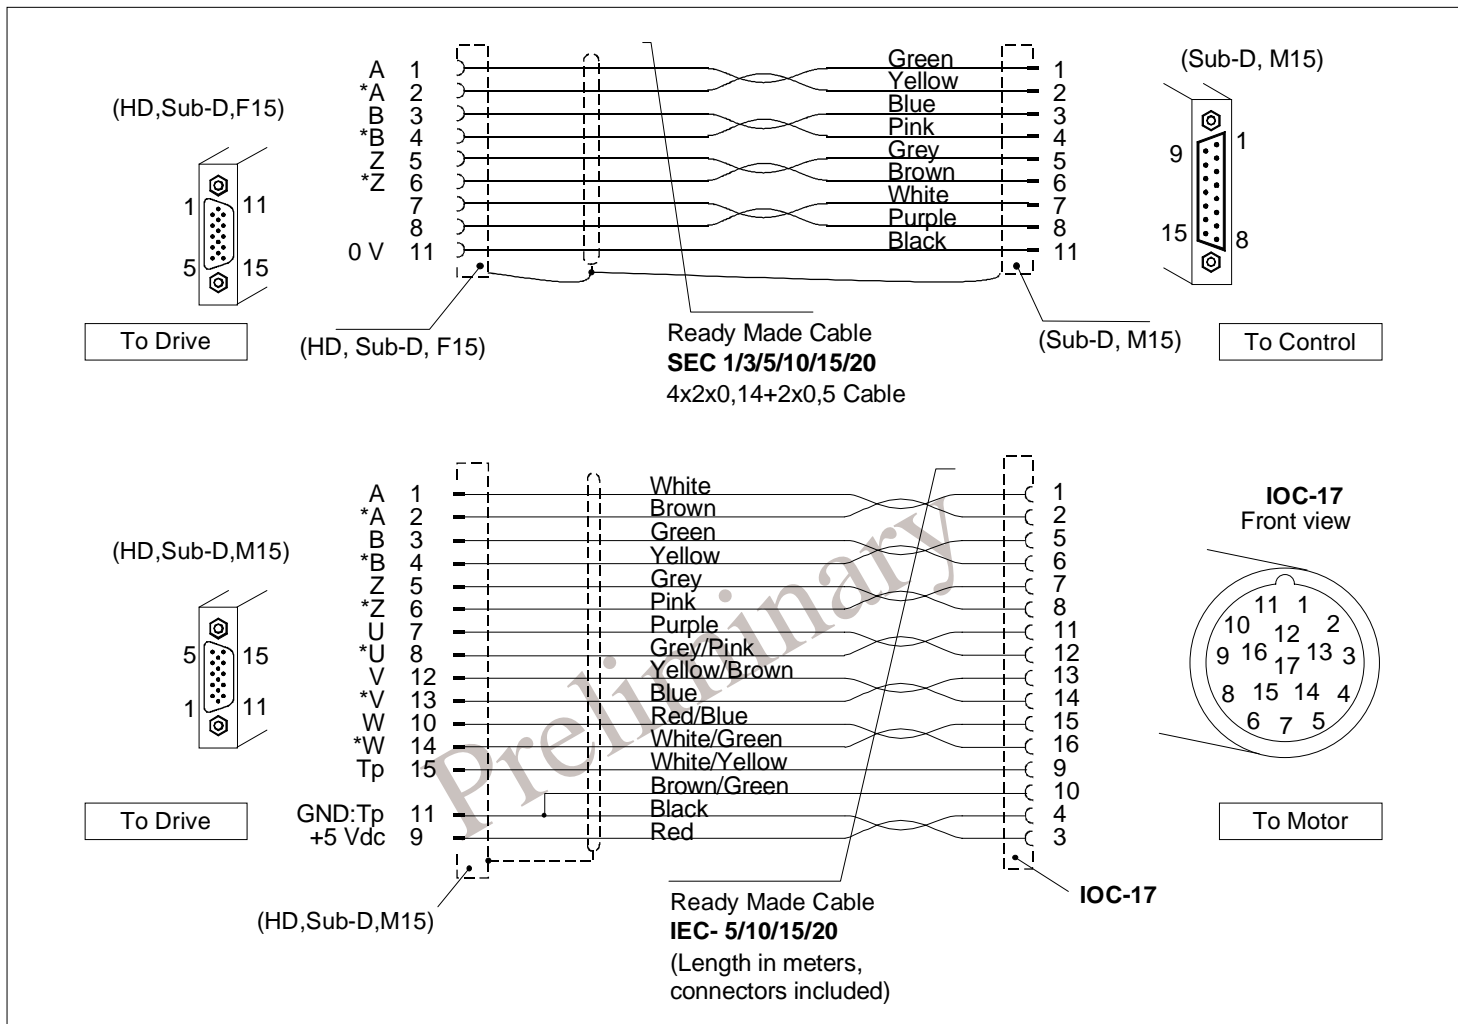 (HD,Sub-D,F15)
1 11
5 15
To Drive
A 1
*A 2
B 3
*B 4
Z 5
*Z 6
7
8
0 V 11
(HD, Sub-D, F15)
Green
Yellow
Blue
Pink
Grey
Brown
White
Purple
Black
1
2
3
4
5
6
7
8
11
Ready Made Cable
SEC 1/3/5/10/15/20
4x2x0,14+2x0,5 Cable
(Sub-D, M15)
(Sub-D, M15)
9 1
15 8
To Control
(HD,Sub-D,M15)
5 15
1 11
To Drive
A 1
*A 2
B 3
*B 4
Z 5
*Z 6
U 7
*U 8
V 12
*V 13
W 10
*W 14
Tp 15
GND:Tp 11
+5 Vdc 9
(HD,Sub-D,M15)
White
Brown
Green
Yellow
Grey
Pink
Purple
Grey/Pink
Yellow/Brown
Blue
Red/Blue
White/Green
White/Yellow
Brown/Green
Black
Red
Preliminary
1
2
5
6
7
8
11
12
13
14
15
16
9
10
4
3
Ready Made Cable
IEC- 5/10/15/20
(Length in meters,
connectors included)
IOC-17
IOC-17
Front view
11 1
10 12 2
9 16 17 13 3
8 15 14 4
6 7 5
To Motor